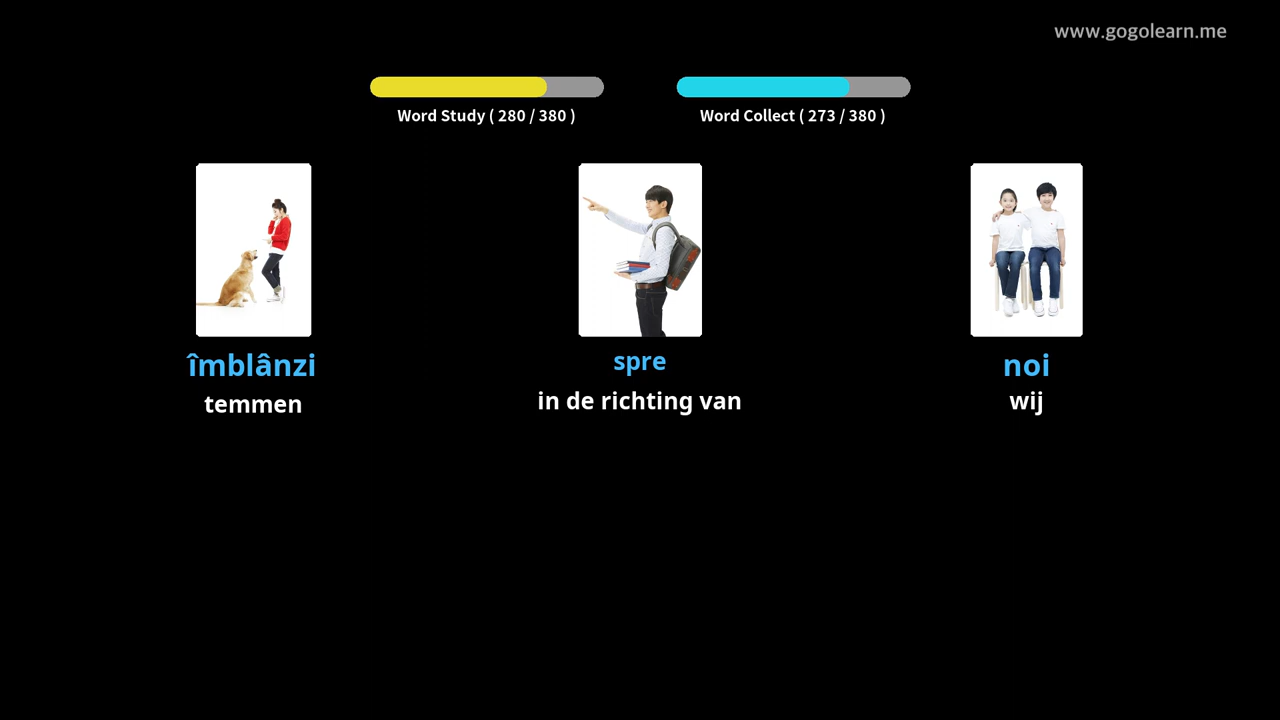 www.gogolearn.me
Word Study ( 280 / 380 )
Word Collect ( 273 / 380 )
îmblânzi
temmen
spre
in de richting van
noi
wij